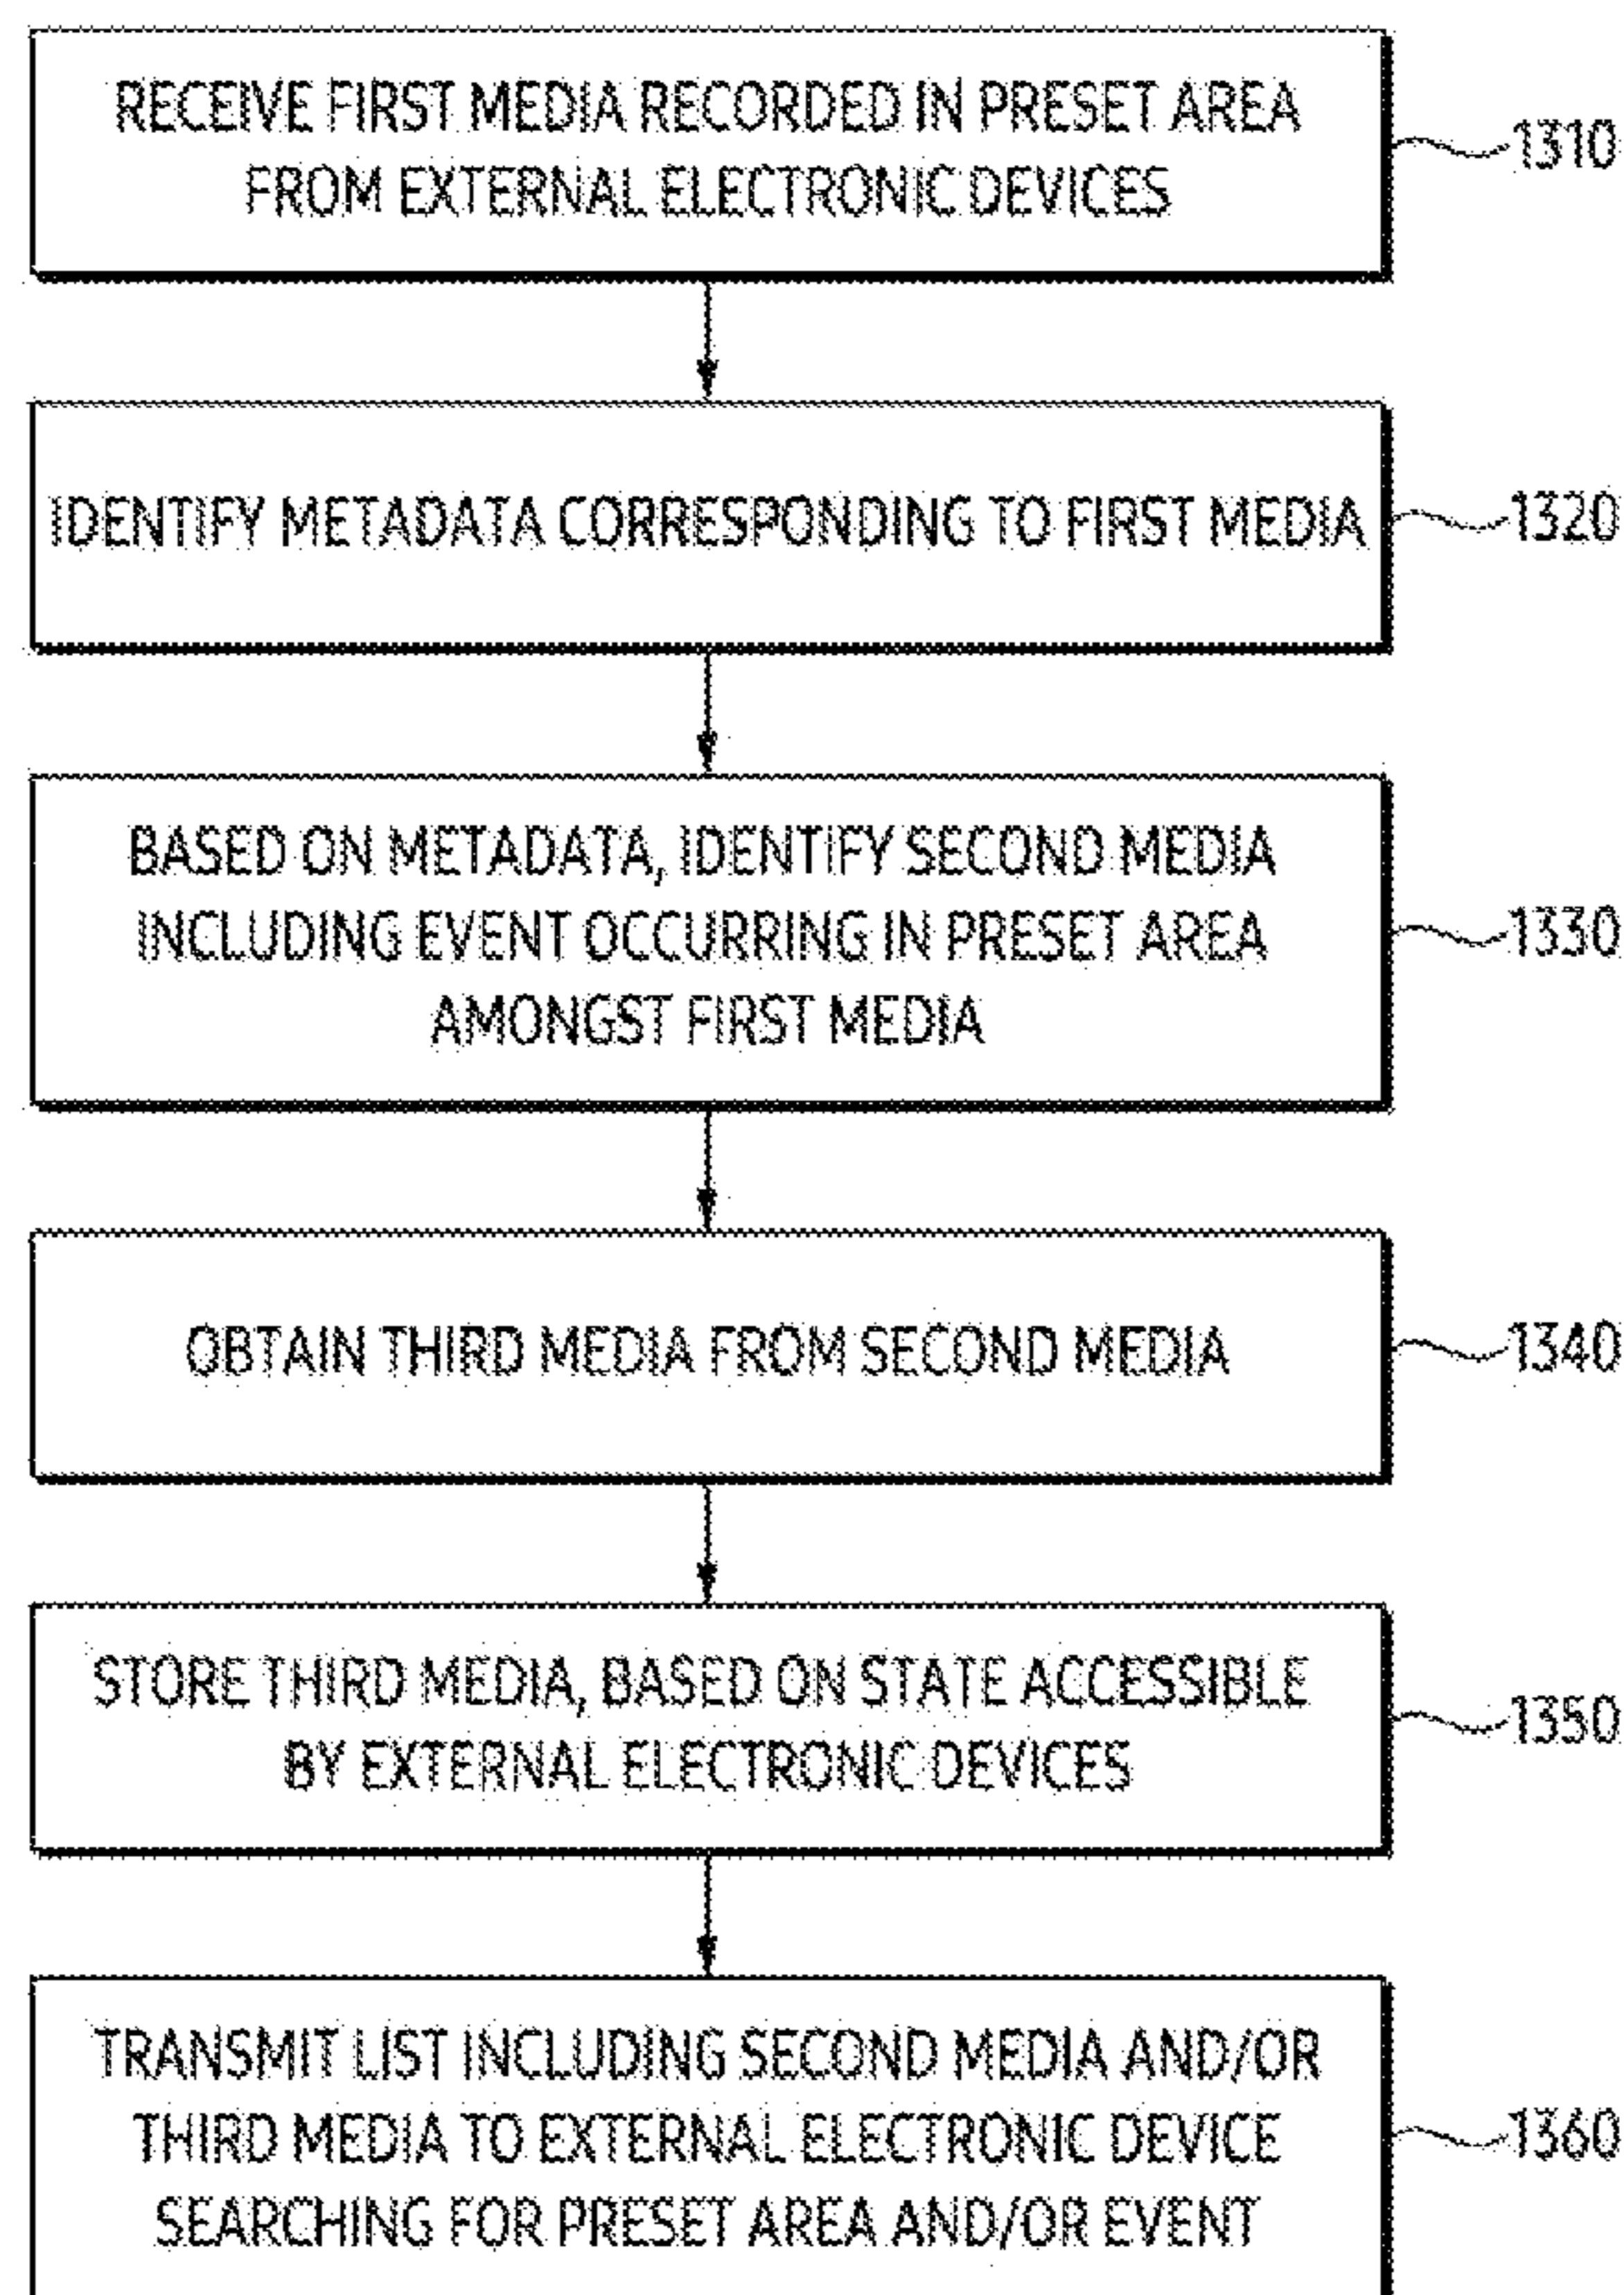 RECEIVE FIRST MEDIA RECORDED IN PRESET AREA
FROM EXTERNAL ELECTRONIC DEVICES
1310
IDENTIFY METADATA CORRESPONDING TO FIRST MEDIA
1320
BASED ON METADATA, IDENTIFY SECOND MEDIA
INCLUDING EVENT OCCURRING IN PRESET AREA
AMONGST FIRST MEDIA
1330
OBTAIN THIRD MEDIA FROM SECOND MEDIA
1340
STORE THIRD MEDIA, BASED ON STATE ACCESSIBLE
BY EXTERNAL ELECTRONIC DEVICES
1350
TRANSMIT LIST INCLUDING SECOND MEDIA AND/OR
THIRD MEDIA TO EXTERNAL ELECTRONIC DEVICE
SEARCHING FOR PRESET AREA AND/OR EVENT
1360